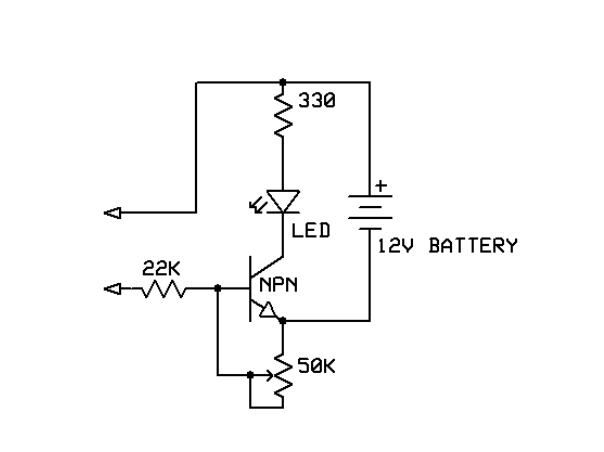 330
+
LED
12V BATTERY
22K
NPN
50K